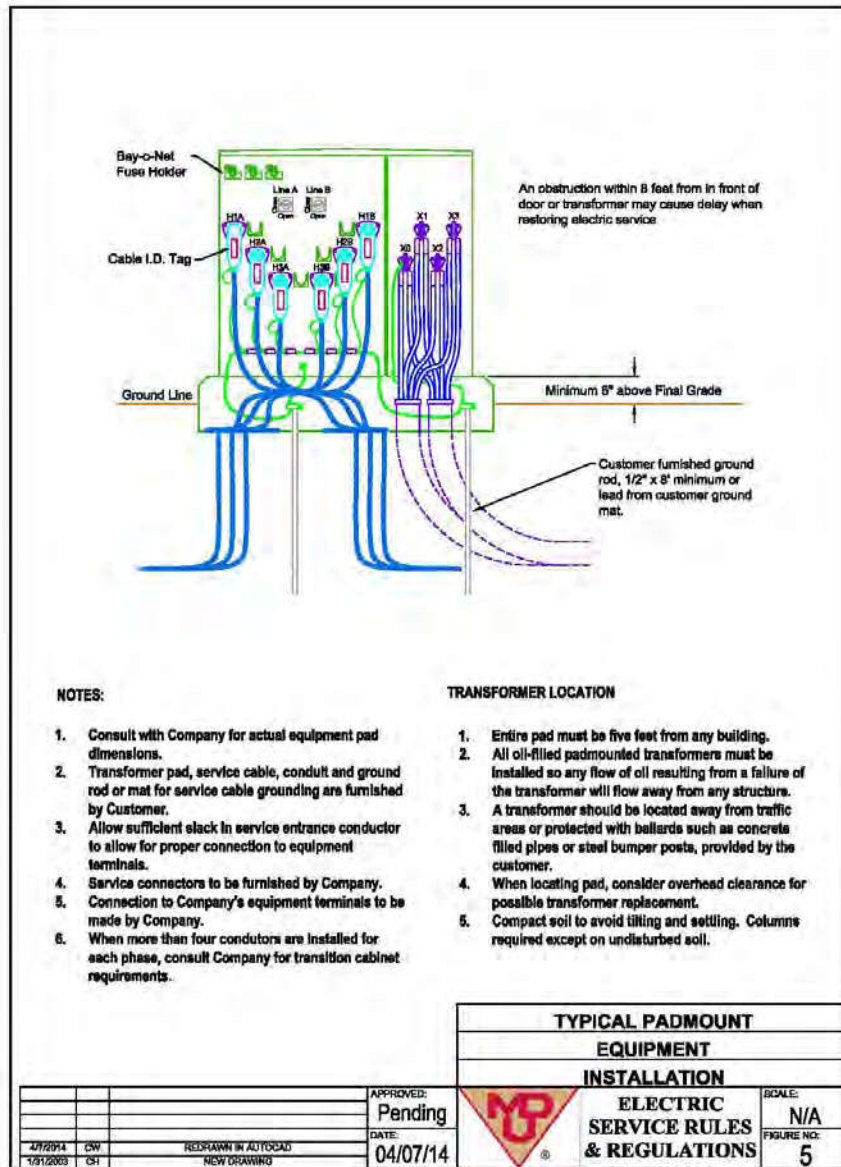 Bay-o-Net
Fuse Holder
Line A
Line B
Close
Open
Close
Open
H1A
H2A
H3A
H3B
H2B
H1B
X0
X1
X2
X3
Cable I.D. Tag
Ground Line
An obstruction within 8 feet from in front of
door or transformer may cause delay when
restoring electric service
Minimum 6" above Final Grade
Customer furnished ground
rod, 1/2" x 8' minimum or
lead from customer ground
mat.
NOTES:
1. Consult with Company for actual equipment pad
dimensions.
2. Transformer pad, service cable, conduit and ground
rod or mat for service cable grounding are furnished
by Customer.
3. Allow sufficient slack in service entrance conductor
to allow for proper connection to equipment
terminals.
4. Service connectors to be furnished by Company.
5. Connection to Company's equipment terminals to be
made by Company.
6. When more than four condutors are installed for
each phase, consult Company for transition cabinet
requirements.
TRANSFORMER LOCATION
1. Entire pad must be five feet from any building.
2. All oil-filled padmounted transformers must be
installed so any flow of oil resulting from a failure of
the transformer will flow away from any structure.
3. A transformer should be located away from traffic
areas or protected with ballards such as concrete
filled pipes or steel bumper posts, provided by the
customer.
4. When locating pad, consider overhead clearance for
possible transformer replacement.
5. Compact soil to avoid tilting and settling. Columns
required except on undisturbed soil.
TYPICAL PADMOUNT
EQUIPMENT
INSTALLATION
4/7/2014 CW REDRAWN IN AUTOCAD
1/31/2003 CH NEW DRAWING
APPROVED:
Pending
DATE:
04/07/14
MDU ®
ELECTRIC
SERVICE RULES
& REGULATIONS
SCALE:
N/A
FIGURE NO:
5